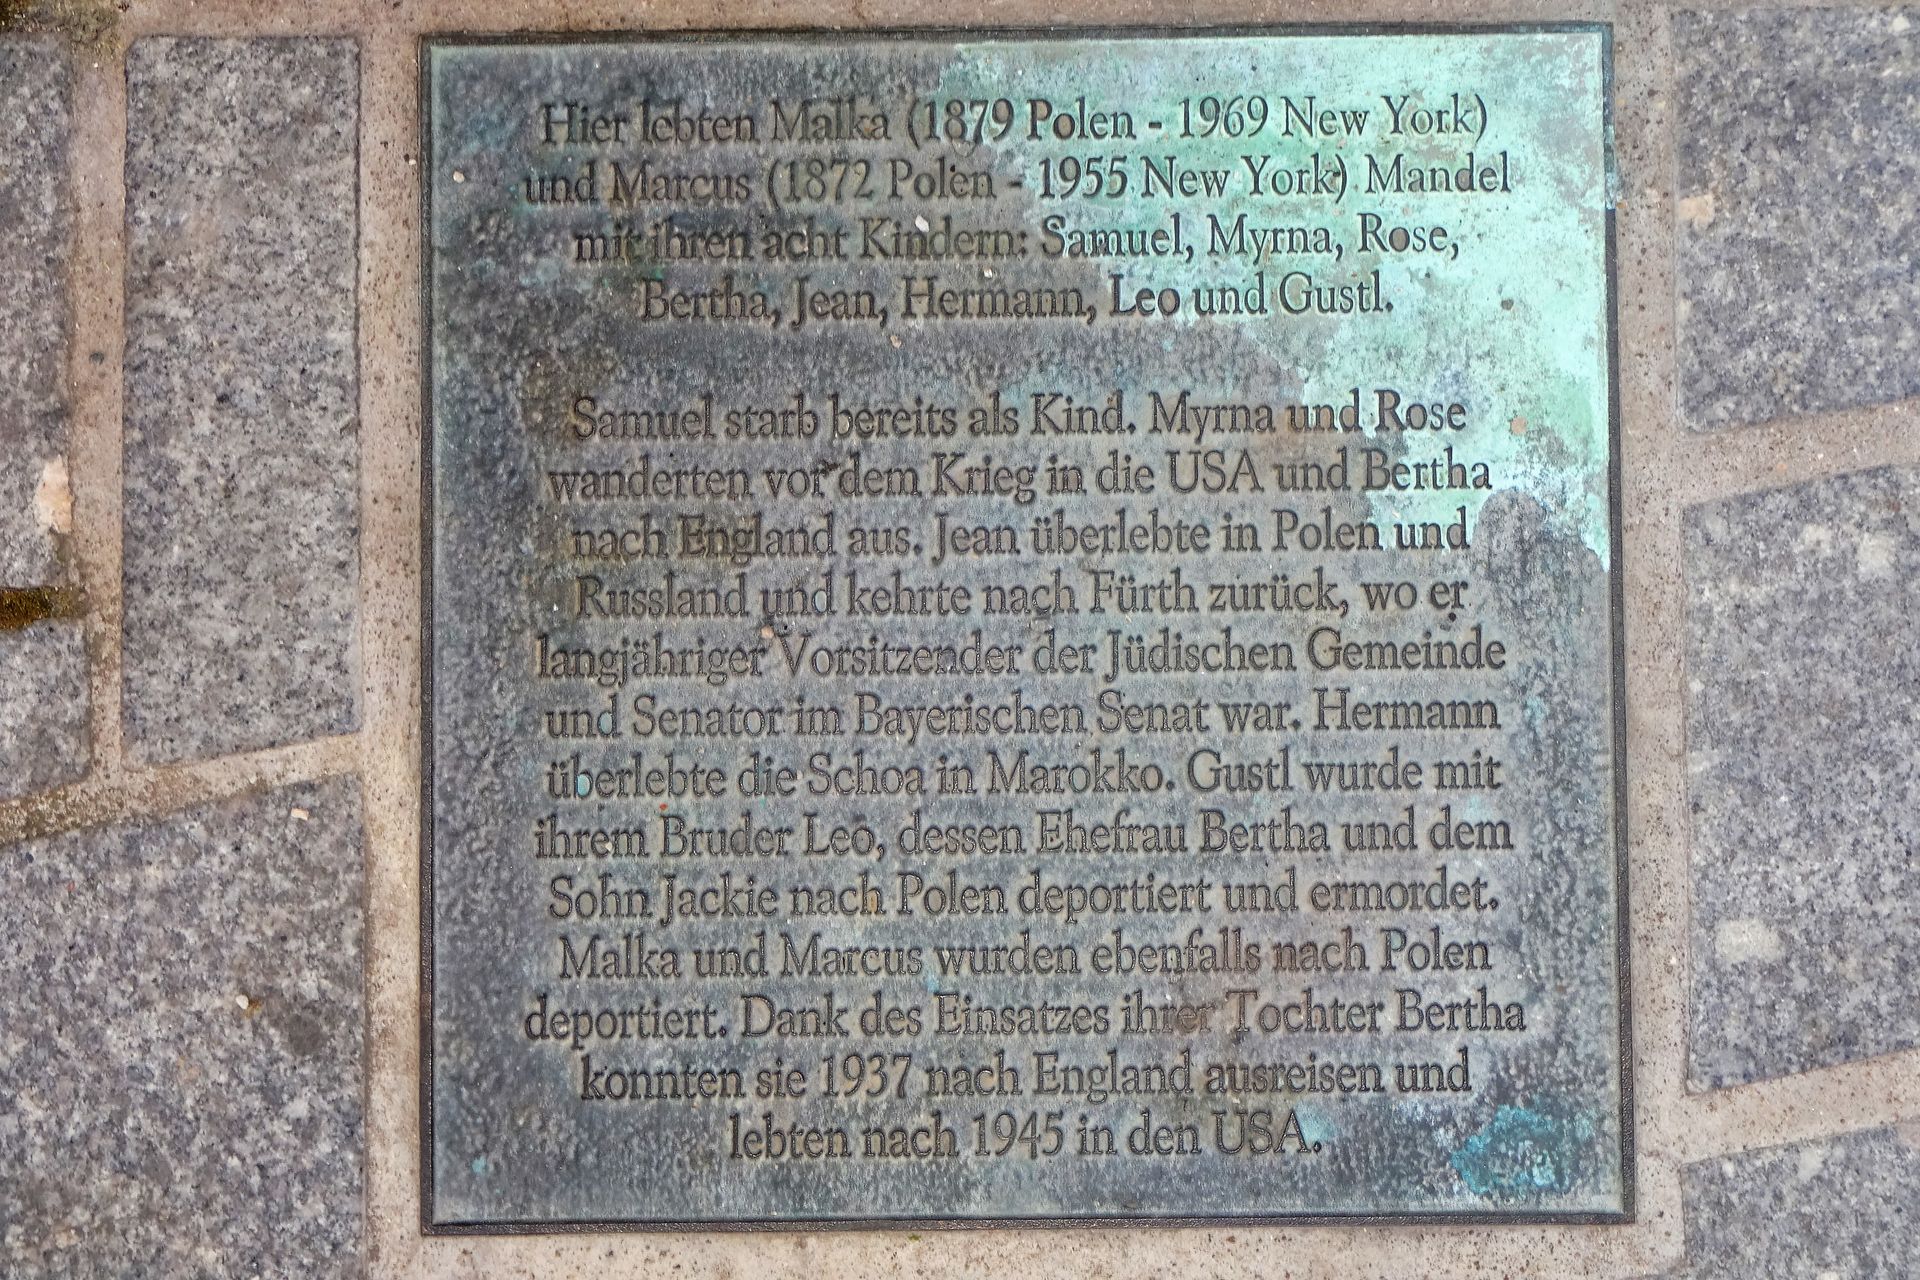 Hier lebten Malka (1879 Polen - 1969 New York)
und Marcus (1872 Polen - 1955 New York) Mandel
mit ihren acht Kindern: Samuel, Myrna, Rose,
Bertha, Jean, Hermann, Leo und Gustl.
Samuel starb bereits als Kind. Myrna und Rose
wanderten vor dem Krieg in die USA und Bertha
nach England aus. Jean überlebte in Polen und
Russland und kehrte nach Fürth zurück, wo er
langjähriger Vorsitzender der Jüdischen Gemeinde
und Senator im Bayerischen Senat war. Hermann
überlebte die Schoa in Marokko. Gustl wurde mit
ihrem Bruder Leo, dessen Ehefrau Bertha und dem
Sohn Jackie nach Polen deportiert und ermordet.
Malka und Marcus wurden ebenfalls nach Polen
deportiert. Dank des Einsatzes ihrer Tochter Bertha
konnten sie 1937 nach England ausreisen und
lebten nach 1945 in den USA.